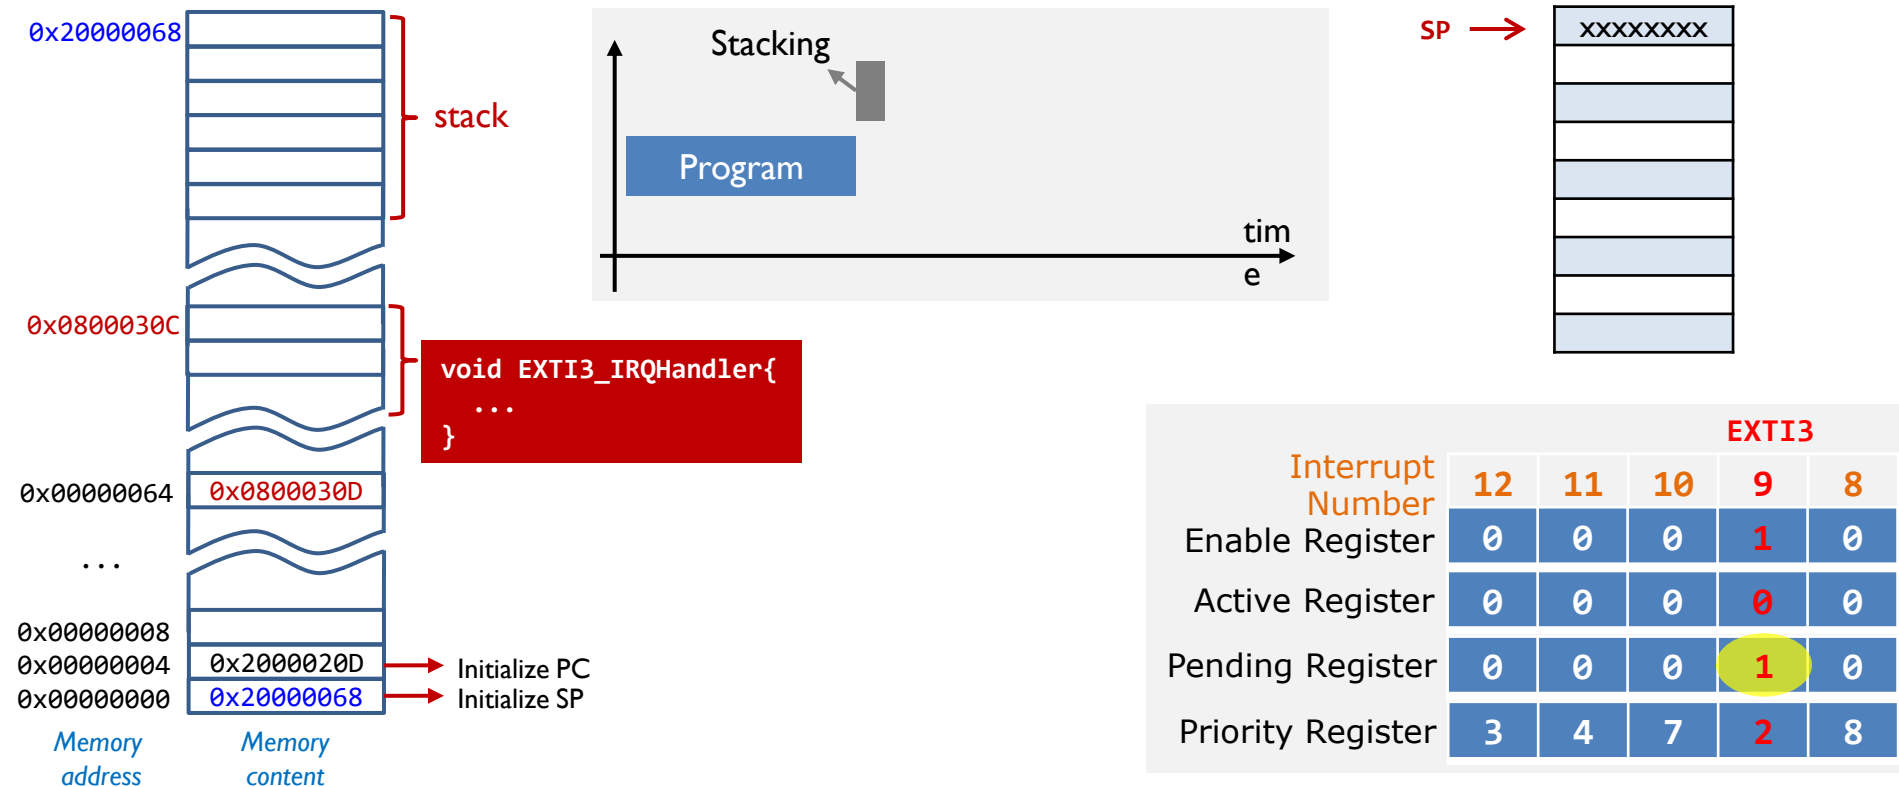 0x20000068
stack
0x0800030C
void EXTI3_IRQHandler{
...
}
0x00000064 0x0800030D
...
0x00000008
0x00000004 0x2000020D Initialize PC
0x00000000 0x20000068 Initialize SP
Memory address
Memory content
Stacking
Program
tim
e
SP xxxxxxxx
EXTI3
Interrupt Number 12 11 10 9 8
Enable Register 0 0 0 1 0
Active Register 0 0 0 0 0
Pending Register 0 0 0 1 0
Priority Register 3 4 7 2 8